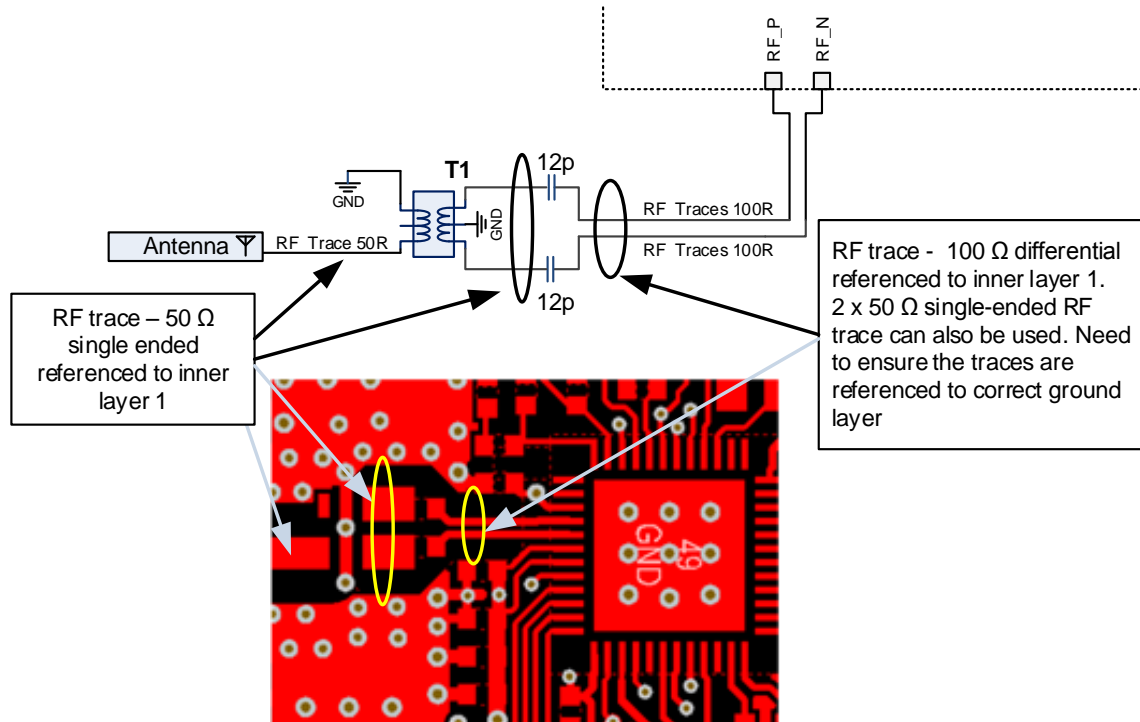 RF_P
RF_N
T1
12p
GND
GND
RF Traces 100R
Antenna
RF Trace 50R
RF Traces 100R
12p
RF trace – 50 Ω
single ended
referenced to inner
layer 1
RF trace - 100 Ω differential
referenced to inner layer 1.
2 x 50 Ω single-ended RF
trace can also be used. Need
to ensure the traces are
referenced to correct ground
layer
49
GND